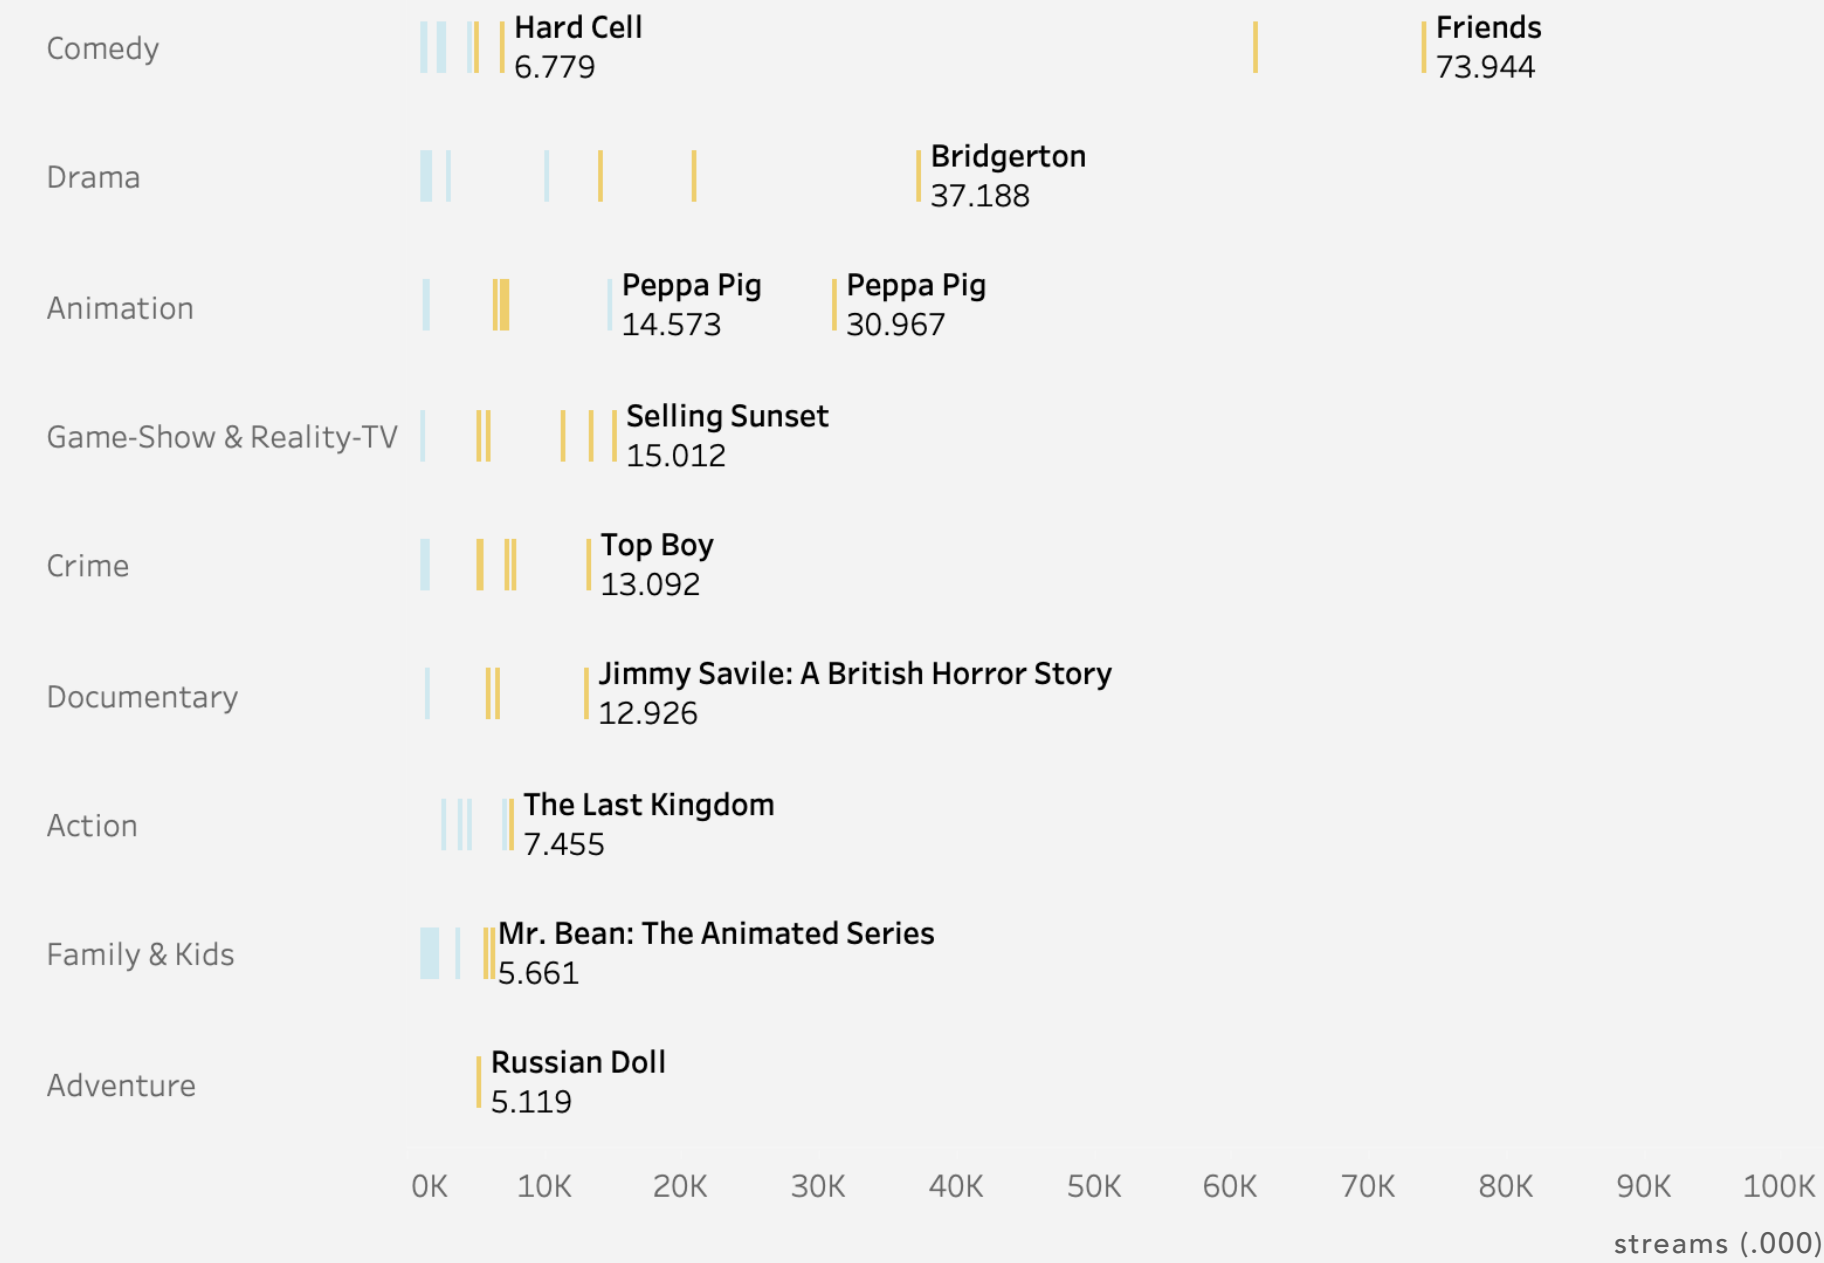 Comedy
Hard Cell
6.779
Friends
73.944
Drama
Bridgerton
37.188
Animation
Peppa Pig
14.573
Peppa Pig
30.967
Game-Show & Reality-TV
Selling Sunset
15.012
Crime
Top Boy
13.092
Documentary
Jimmy Savile: A British Horror Story
12.926
Action
The Last Kingdom
7.455
Family & Kids
Mr. Bean: The Animated Series
5.661
Adventure
Russian Doll
5.119
0K 10K 20K 30K 40K 50K 60K 70K 80K 90K 100K
streams (.000)